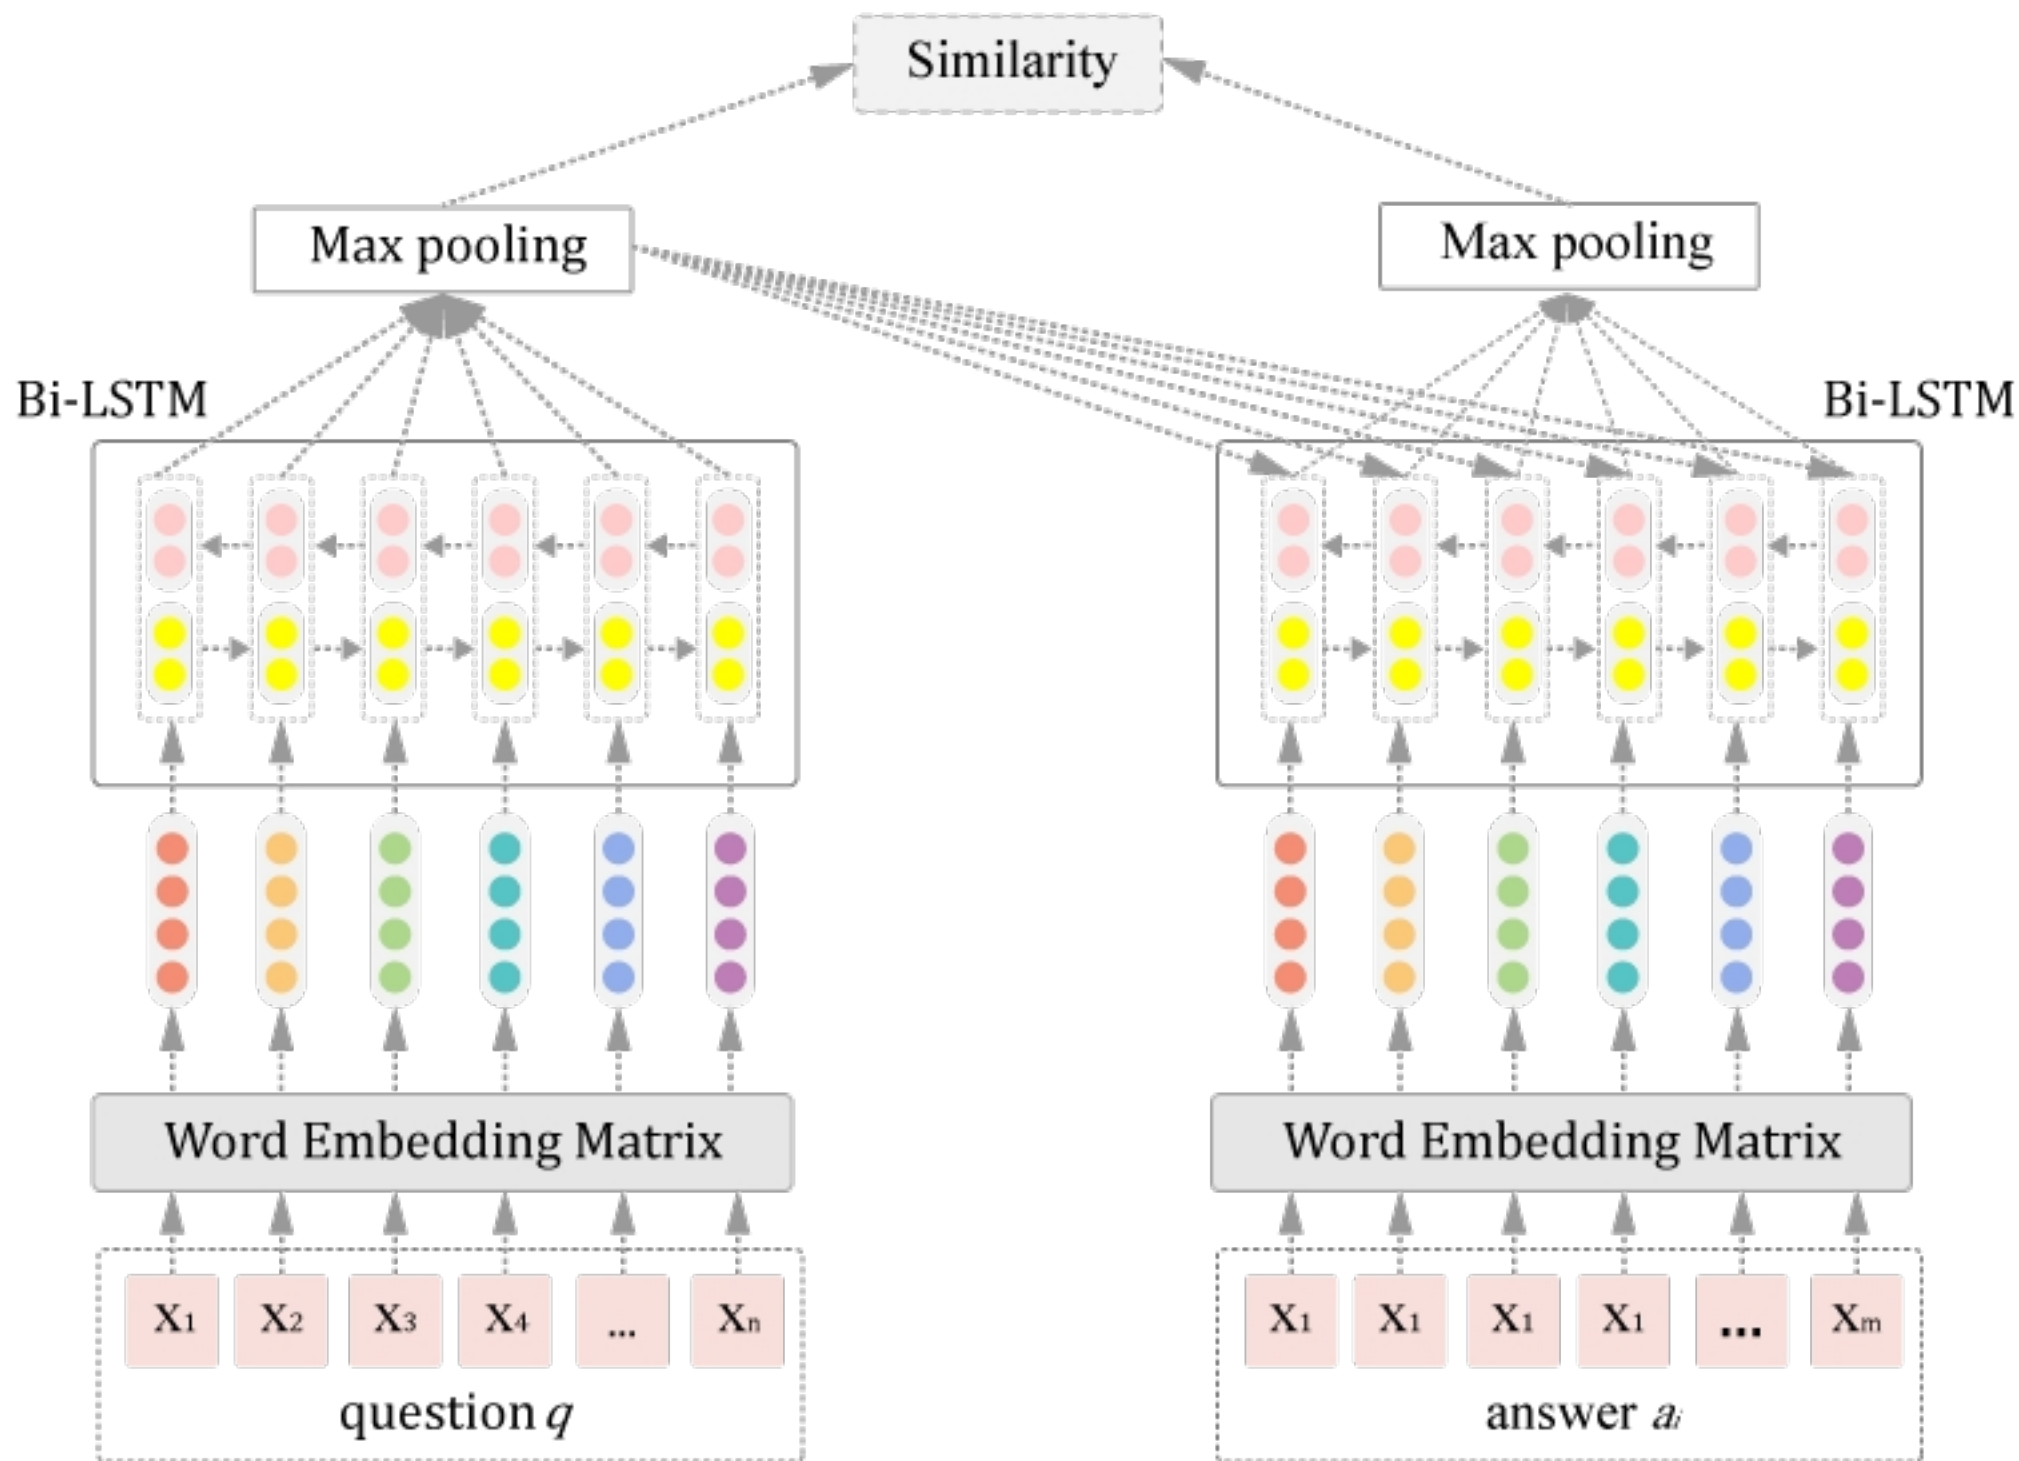 Similarity
Max pooling
Max pooling
Bi-LSTM
Bi-LSTM
Word Embedding Matrix
Word Embedding Matrix
X1 X2 X3 X4 ... Xn
X1 X1 X1 X1 ... Xm
question q
answer ai